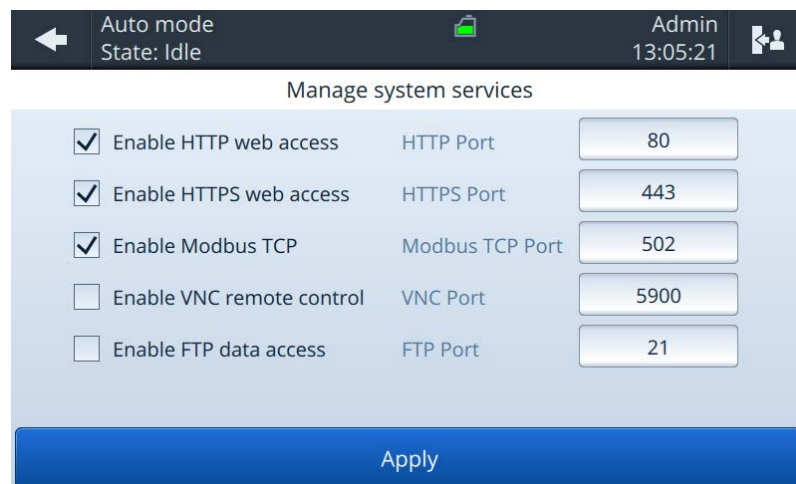 Auto mode
Admin
State: Idle
13:05:21
Manage system services
Enable HTTP web access HTTP Port 80
Enable HTTPS web access HTTPS Port 443
Enable Modbus TCP Modbus TCP Port 502
Enable VNC remote control VNC Port 5900
Enable FTP data access FTP Port 21
Apply